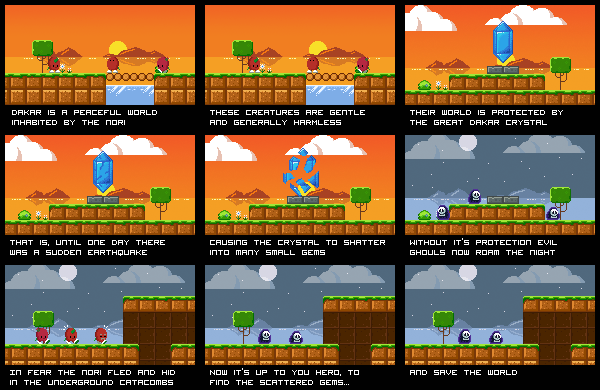 DAKAR IS A PEACEFUL WORLD
INHABITED BY THE NORI
THESE CREATURES ARE GENTLE
AND GENERALLY HARMLESS
THEIR WORLD IS PROTECTED BY
THE GREAT DAKAR CRYSTAL
THAT IS, UNTIL ONE DAY THERE
WAS A SUDDEN EARTHQUAKE
CAUSING THE CRYSTAL TO SHATTER
INTO MANY SMALL GEMS
WITHOUT IT'S PROTECTION EVIL
GHOULS NOW ROAM THE NIGHT
IN FEAR THE NORI FLED AND HID
IN THE UNDERGROUND CATACOMBS
NOW IT'S UP TO YOU HERO, TO
FIND THE SCATTERED GEMS...
AND SAVE THE WORLD